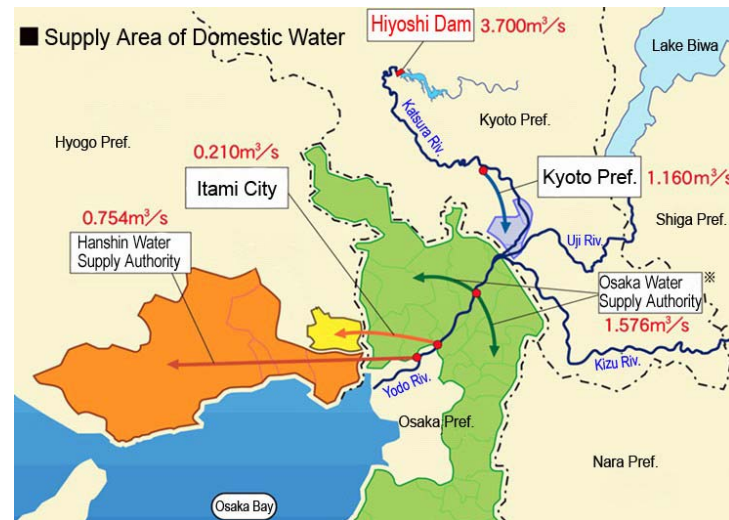 ■ Supply Area of Domestic Water
Hiyoshi Dam 3.700m³/s
Lake Biwa
Katsura Riv.
Kyoto Pref.
Hyogo Pref.
0.210m³/s
Itami City
Kyoto Pref. 1.160m³/s
0.754m³/s
Hanshin Water
Supply Authority
Shiga Pref.
Uji Riv.
Osaka Water
Supply Authority ※
1.576m³/s
Kizu Riv.
Yodo Riv.
Osaka Pref.
Nara Pref.
Osaka Bay